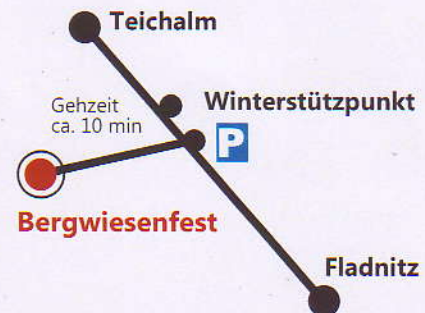 Teichalm
Gehzeit
ca. 10 min
Winterstützpunkt
P
Bergwiesenfest
Fladnitz